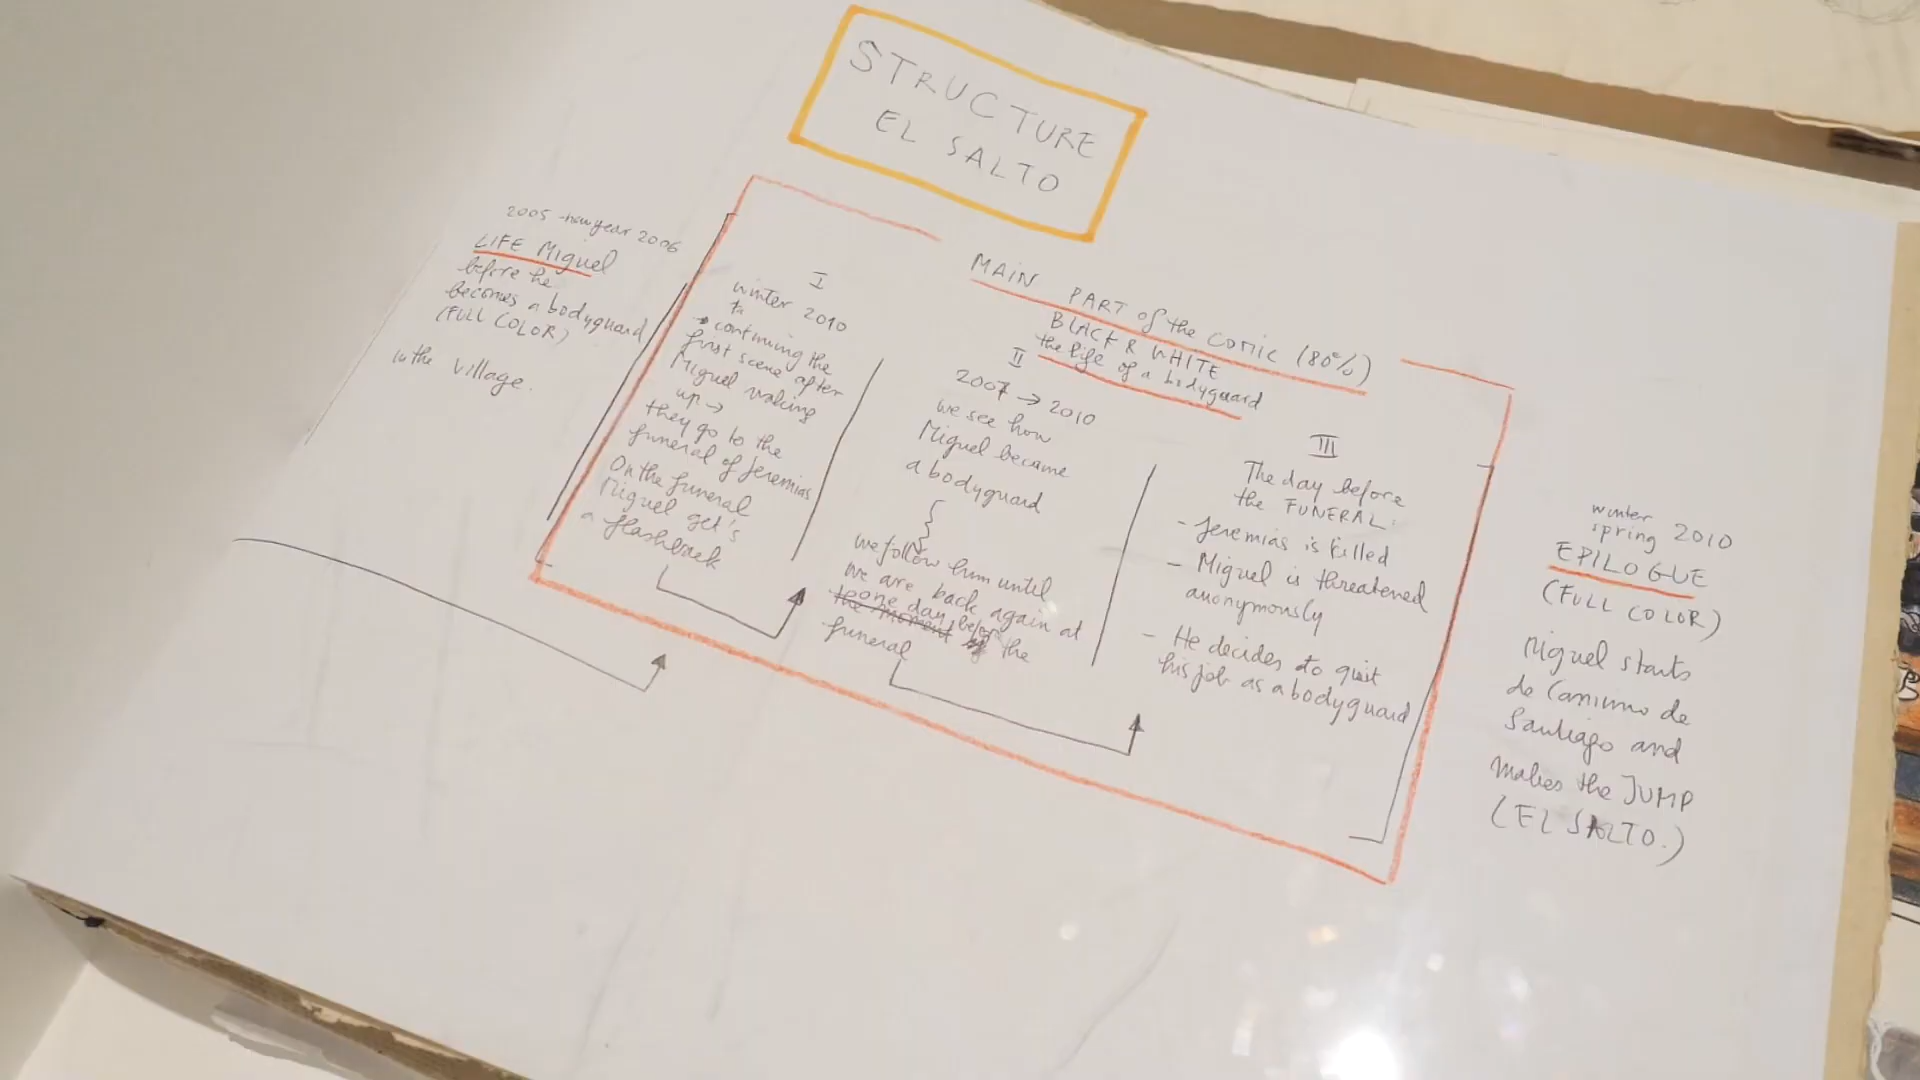 STRUCTURE
EL SALTO
2005 - new year 2006
LIFE Miguel
before he
becomes a bodyguard
(FULL COLOR)
in the village.
MAIN PART of the comic (80%)
BLACK & WHITE
the life of a bodyguard
I
winter 2010
continuing the
first scene after
Miguel waking
up →
they go to the
funeral of Jeremias
On the funeral
Miguel get's
a flashback
II
2007 → 2010
we see how
Miguel became
a bodyguard
we follow him until
we are back again at
one day before
the moment the
funeral
III
The day before
the FUNERAL:
- Jeremias is killed
- Miguel is threatened
anonymously
- He decides to quit
his job as a bodyguard
winter
spring 2010
EPILOGUE
(FULL COLOR)
Miguel starts
de Camino de
Santiago and
makes the JUMP
(EL SALTO.)